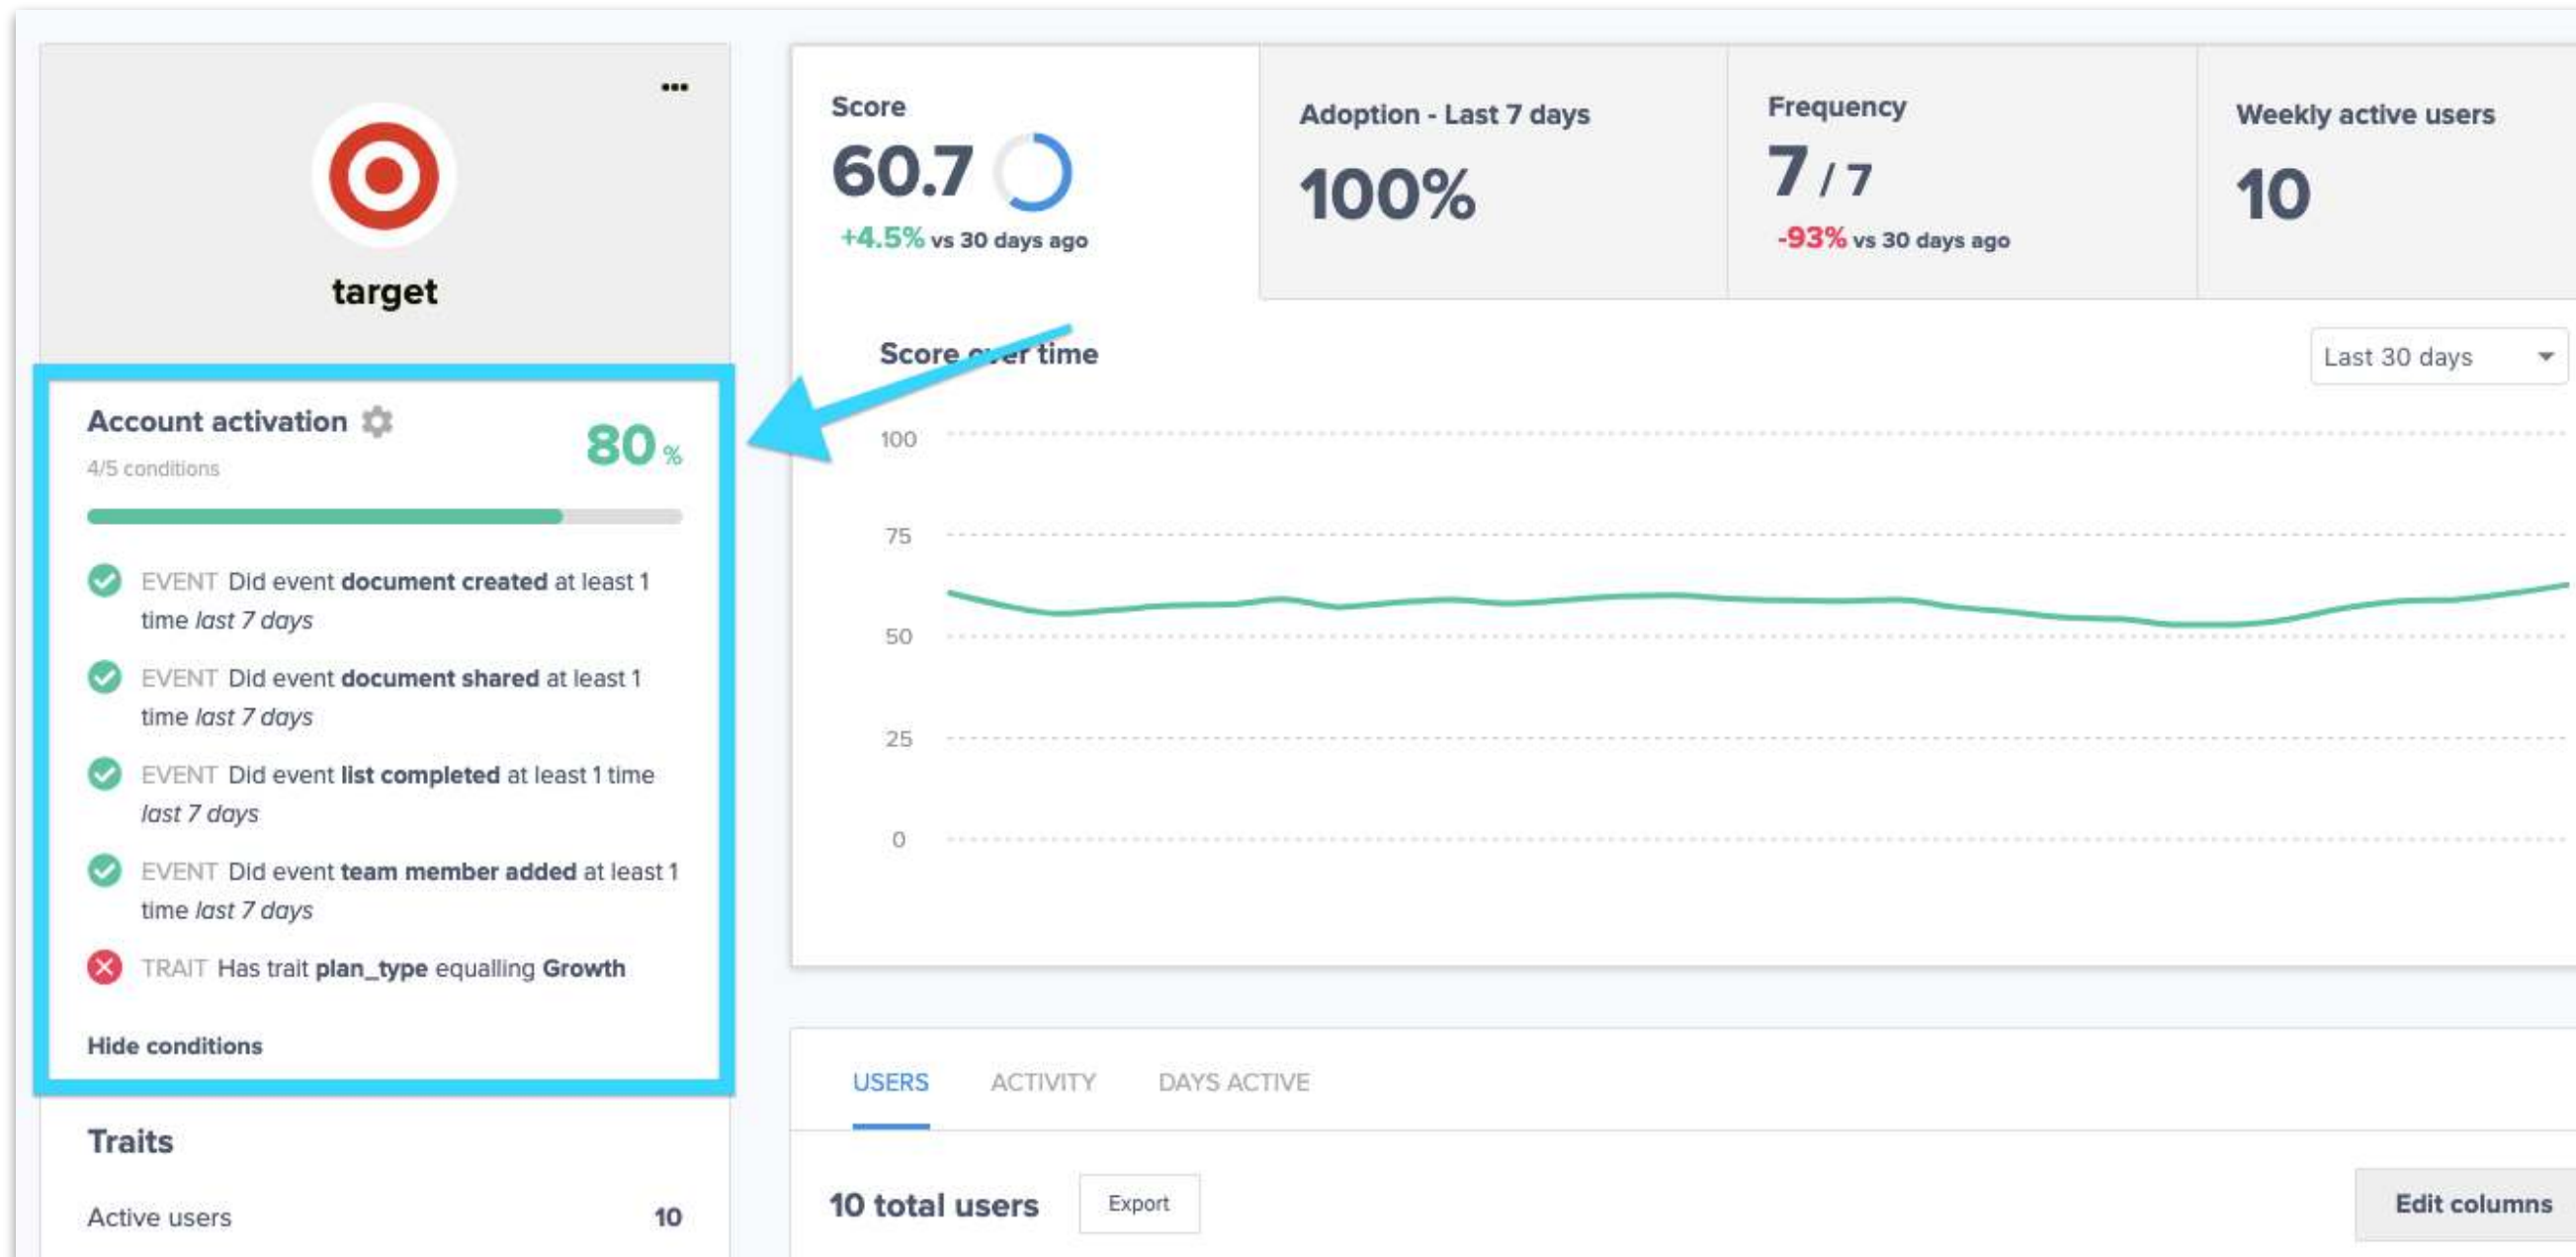 ...
target
Account activation
80 %
4/5 conditions
EVENT Did event document created at least 1
time last 7 days
EVENT Did event document shared at least 1
time last 7 days
EVENT Did event list completed at least 1 time
last 7 days
EVENT Did event team member added at least 1
time last 7 days
TRAIT Has trait plan_type equalling Growth
Hide conditions
Traits
Active users 10
Score
60.7
+4.5% vs 30 days ago
Adoption - Last 7 days
100%
Frequency
7 / 7
-93% vs 30 days ago
Weekly active users
10
Score over time
Last 30 days
100
75
50
25
0
USERS ACTIVITY DAYS ACTIVE
10 total users Export Edit columns